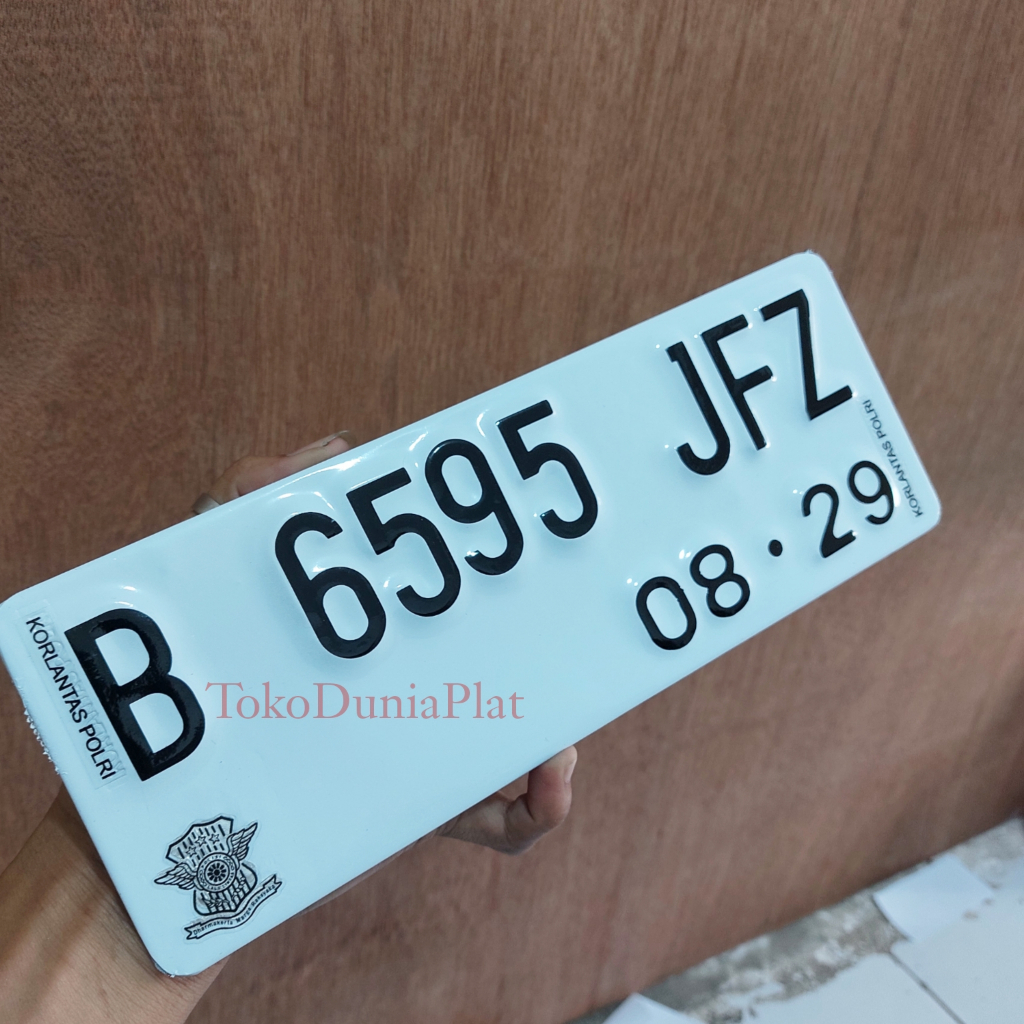 B 6595 JFZ
08 · 29
KORLANTAS POLRI
KORLANTAS POLRI
TokoDuniaPlat